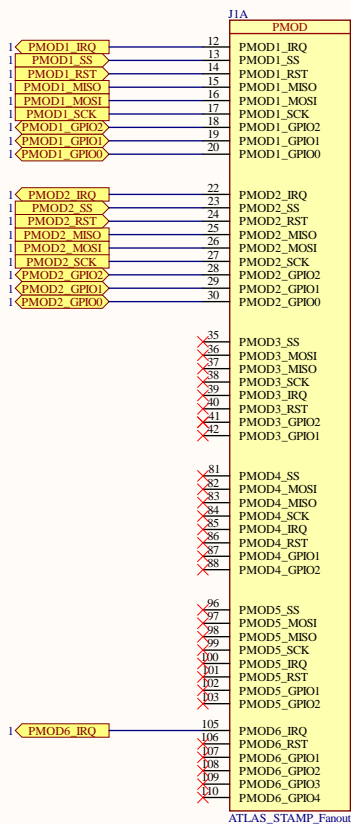 J1A
PMOD
1 PMOD1_IRQ 12 PMOD1_IRQ
1 PMOD1_SS 13 PMOD1_SS
1 PMOD1_RST 14 PMOD1_RST
1 PMOD1_MISO 15 PMOD1_MISO
1 PMOD1_MOSI 16 PMOD1_MOSI
1 PMOD1_SCK 17 PMOD1_SCK
1 PMOD1_GPIO2 18 PMOD1_GPIO2
1 PMOD1_GPIO1 19 PMOD1_GPIO1
1 PMOD1_GPIO0 20 PMOD1_GPIO0
1 PMOD2_IRQ 22 PMOD2_IRQ
1 PMOD2_SS 23 PMOD2_SS
1 PMOD2_RST 24 PMOD2_RST
1 PMOD2_MISO 25 PMOD2_MISO
1 PMOD2_MOSI 26 PMOD2_MOSI
1 PMOD2_SCK 27 PMOD2_SCK
1 PMOD2_GPIO2 28 PMOD2_GPIO2
1 PMOD2_GPIO1 29 PMOD2_GPIO1
1 PMOD2_GPIO0 30 PMOD2_GPIO0
35 PMOD3_SS
36 PMOD3_MOSI
37 PMOD3_MISO
38 PMOD3_SCK
39 PMOD3_IRQ
40 PMOD3_RST
41 PMOD3_GPIO2
42 PMOD3_GPIO1
81 PMOD4_SS
82 PMOD4_MOSI
83 PMOD4_MISO
84 PMOD4_SCK
85 PMOD4_IRQ
86 PMOD4_RST
87 PMOD4_GPIO1
88 PMOD4_GPIO2
96 PMOD5_SS
97 PMOD5_MOSI
98 PMOD5_MISO
99 PMOD5_SCK
100 PMOD5_IRQ
101 PMOD5_RST
102 PMOD5_GPIO1
103 PMOD5_GPIO2
1 PMOD6_IRQ 105 PMOD6_IRQ
106 PMOD6_RST
107 PMOD6_GPIO1
108 PMOD6_GPIO2
109 PMOD6_GPIO3
110 PMOD6_GPIO4
ATLAS_STAMP_Fanout